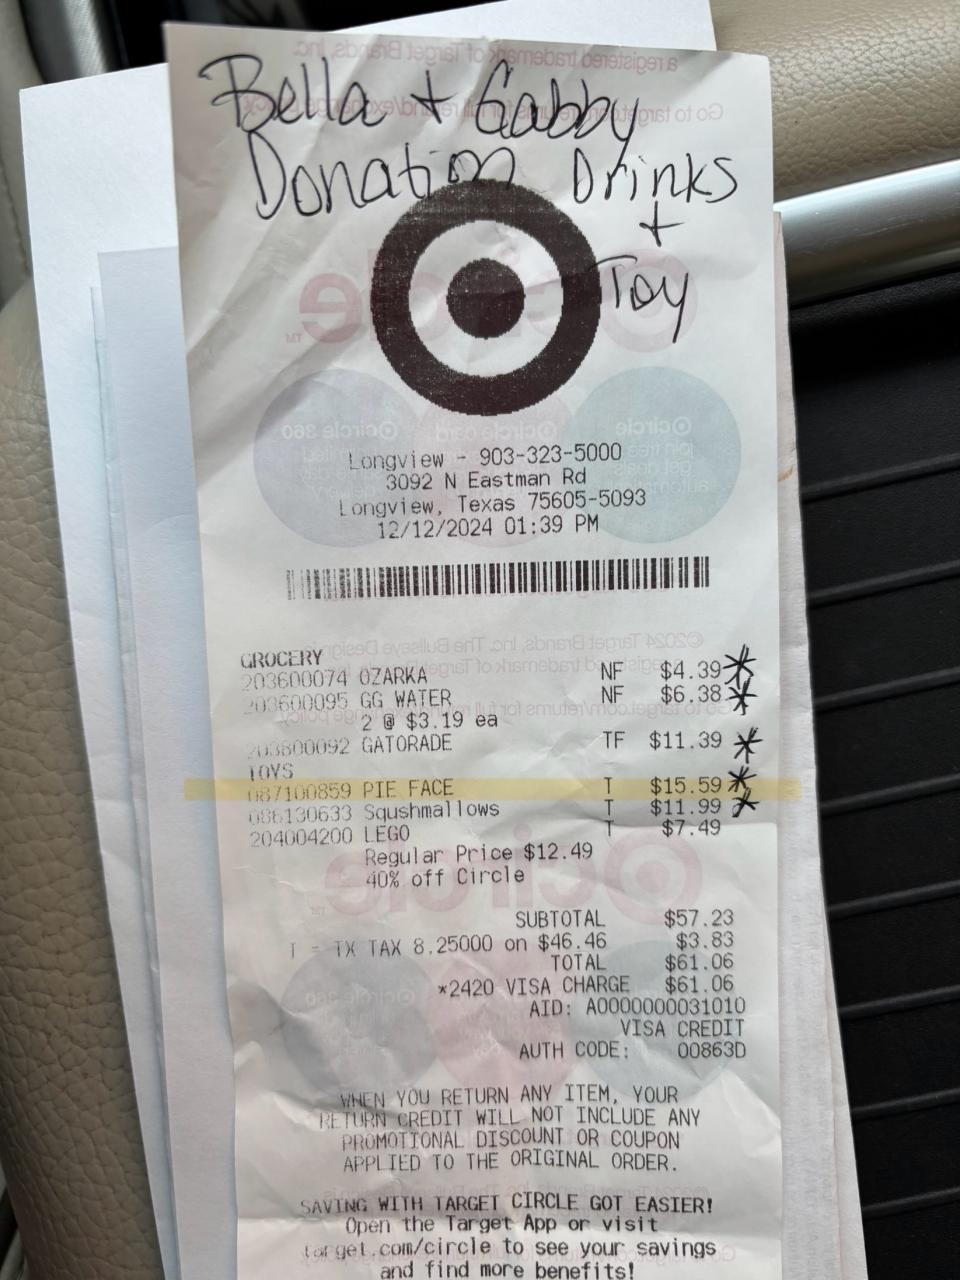 Bella + Gabby
Donation Drinks
+
Toy
Longview - 903-323-5000
3092 N Eastman Rd
Longview, Texas 75605-5093
12/12/2024 01:39 PM
GROCERY
203600074 OZARKA NF $4.39 *
203600095 GG WATER NF $6.38 *
2 @ $3.19 ea
203800092 GATORADE TF $11.39 *
TOYS
087100859 PIE FACE T $15.59 *
086130633 Squshmallows T $11.99 *
204004200 LEGO T $7.49
Regular Price $12.49
40% off Circle
SUBTOTAL $57.23
T = TX TAX 8.25000 on $46.46 $3.83
TOTAL $61.06
*2420 VISA CHARGE $61.06
AID: A0000000031010
VISA CREDIT
AUTH CODE: 00863D
WHEN YOU RETURN ANY ITEM, YOUR
RETURN CREDIT WILL NOT INCLUDE ANY
PROMOTIONAL DISCOUNT OR COUPON
APPLIED TO THE ORIGINAL ORDER.
SAVING WITH TARGET CIRCLE GOT EASIER!
Open the Target App or visit
target.com/circle to see your savings
and find more benefits!